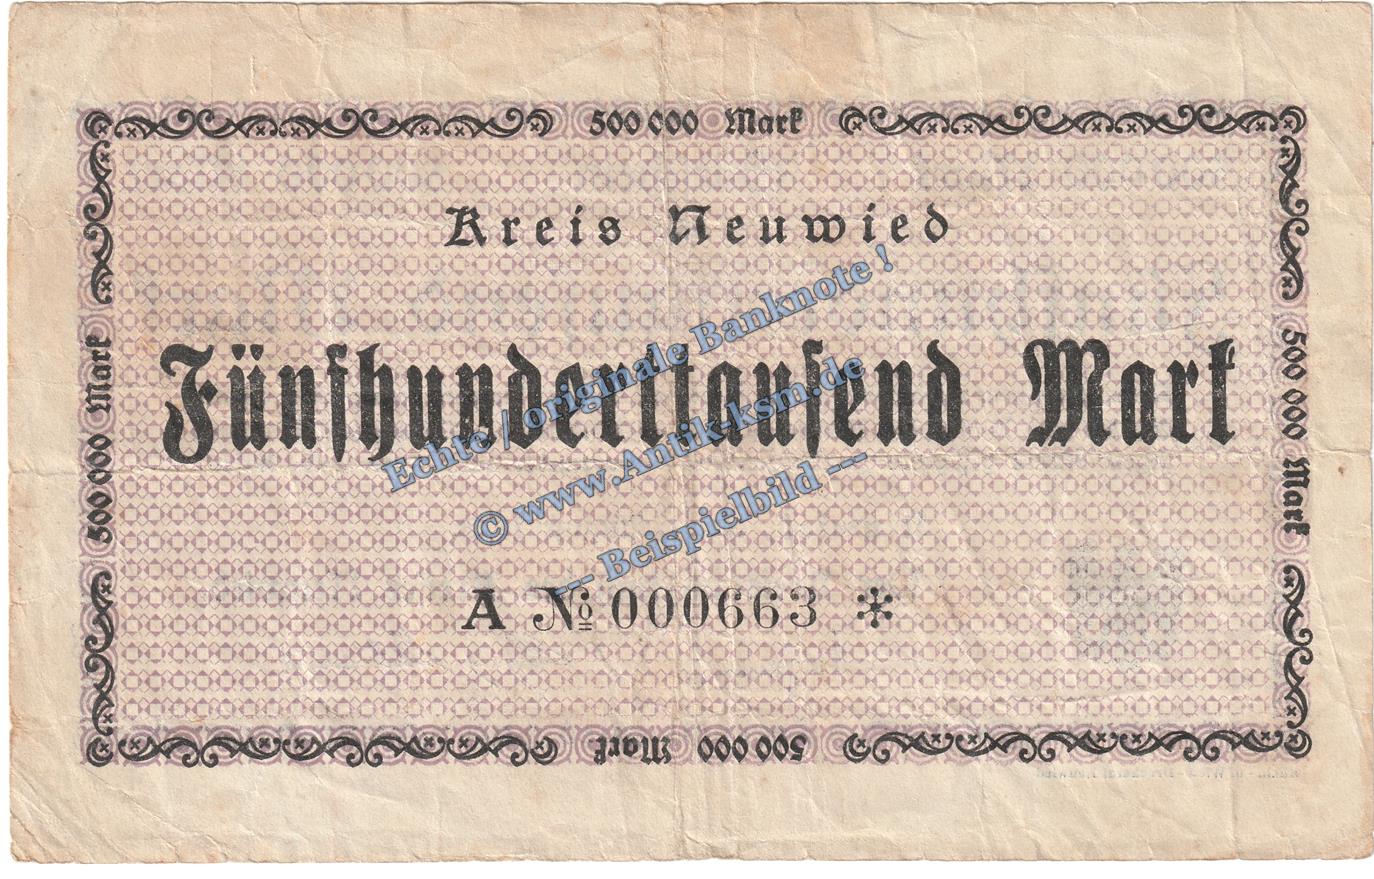 500 000 Mark
Kreis Neuwied
500 000 Mark
Fünfhunderttausend Mark
500 000 Mark
Echte / originale Banknote !
© www.Antik-ksm.de
--- Beispielbild ---
A № 000663 *
500 000 Mark